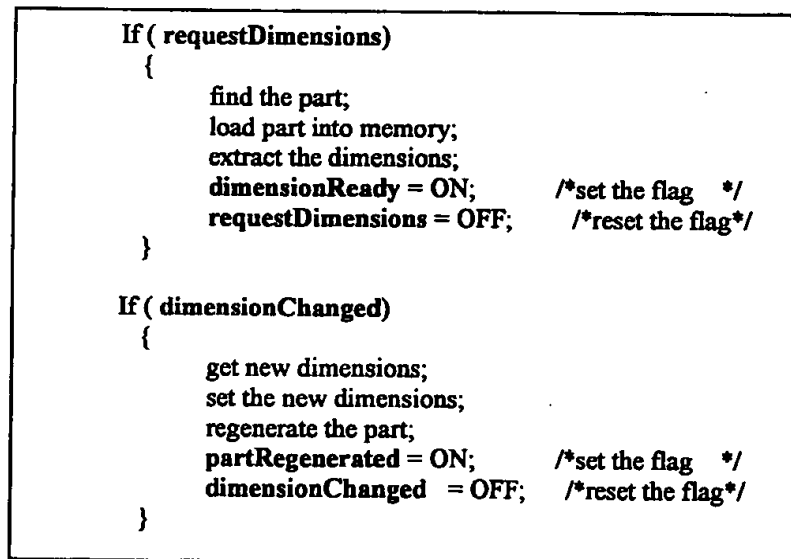 If ( requestDimensions)
{
find the part;
load part into memory;
extract the dimensions;
dimensionReady = ON; /*set the flag */
requestDimensions = OFF; /*reset the flag*/
}
If ( dimensionChanged)
{
get new dimensions;
set the new dimensions;
regenerate the part;
partRegenerated = ON; /*set the flag */
dimensionChanged = OFF; /*reset the flag*/
}